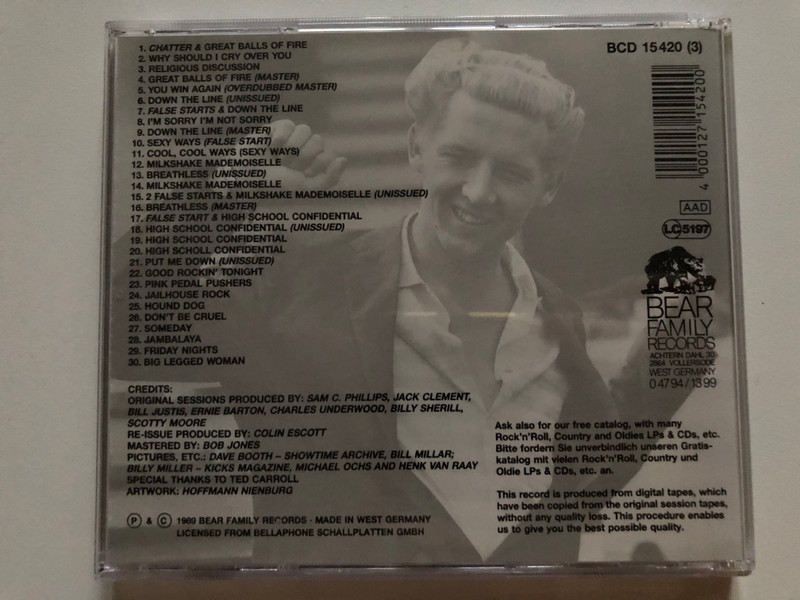 1. CHATTER & GREAT BALLS OF FIRE
2. WHY SHOULD I CRY OVER YOU
3. RELIGIOUS DISCUSSION
4. GREAT BALLS OF FIRE (MASTER)
5. YOU WIN AGAIN (OVERDUBBED MASTER)
6. DOWN THE LINE (UNISSUED)
7. FALSE STARTS & DOWN THE LINE
8. I'M SORRY I'M NOT SORRY
9. DOWN THE LINE (MASTER)
10. SEXY WAYS (FALSE START)
11. COOL, COOL WAYS (SEXY WAYS)
12. MILKSHAKE MADEMOISELLE
13. BREATHLESS (UNISSUED)
14. MILKSHAKE MADEMOISELLE
15. 2 FALSE STARTS & MILKSHAKE MADEMOISELLE (UNISSUED)
16. BREATHLESS (MASTER)
17. FALSE START & HIGH SCHOOL CONFIDENTIAL
18. HIGH SCHOOL CONFIDENTIAL (UNISSUED)
19. HIGH SCHOOL CONFIDENTIAL
20. HIGH SCHOLL CONFIDENTIAL
21. PUT ME DOWN (UNISSUED)
22. GOOD ROCKIN' TONIGHT
23. PINK PEDAL PUSHERS
24. JAILHOUSE ROCK
25. HOUND DOG
26. DON'T BE CRUEL
27. SOMEDAY
28. JAMBALAYA
29. FRIDAY NIGHTS
30. BIG LEGGED WOMAN
CREDITS:
ORIGINAL SESSIONS PRODUCED BY: SAM C. PHILLIPS, JACK CLEMENT,
BILL JUSTIS, ERNIE BARTON, CHARLES UNDERWOOD, BILLY SHERILL,
SCOTTY MOORE
RE-ISSUE PRODUCED BY: COLIN ESCOTT
MASTERED BY: BOB JONES
PICTURES, ETC.: DAVE BOOTH – SHOWTIME ARCHIVE, BILL MILLAR;
BILLY MILLER – KICKS MAGAZINE, MICHAEL OCHS AND HENK VAN RAAY
SPECIAL THANKS TO TED CARROLL
ARTWORK: HOFFMANN NIENBURG
Ⓟ & © 1989 BEAR FAMILY RECORDS · MADE IN WEST GERMANY
LICENSED FROM BELLAPHONE SCHALLPLATTEN GMBH
BCD 15 420 (3)
4 000127 154200
AAD
LC 5197
BEAR
FAMILY
RECORDS
ACHTERN DAHL 30
2864 VOLLERSODE
WEST GERMANY
0 47 94 / 13 99
Ask also for our free catalog, with many
Rock'n'Roll, Country and Oldies LPs & CDs, etc.
Bitte fordern Sie unverbindlich unseren Gratis-
katalog mit vielen Rock'n'Roll, Country und
Oldie LPs & CDs, etc. an.
This record is produced from digital tapes, which
have been copied from the original session tapes,
without any quality loss. This procedure enables
us to give you the best possible quality.